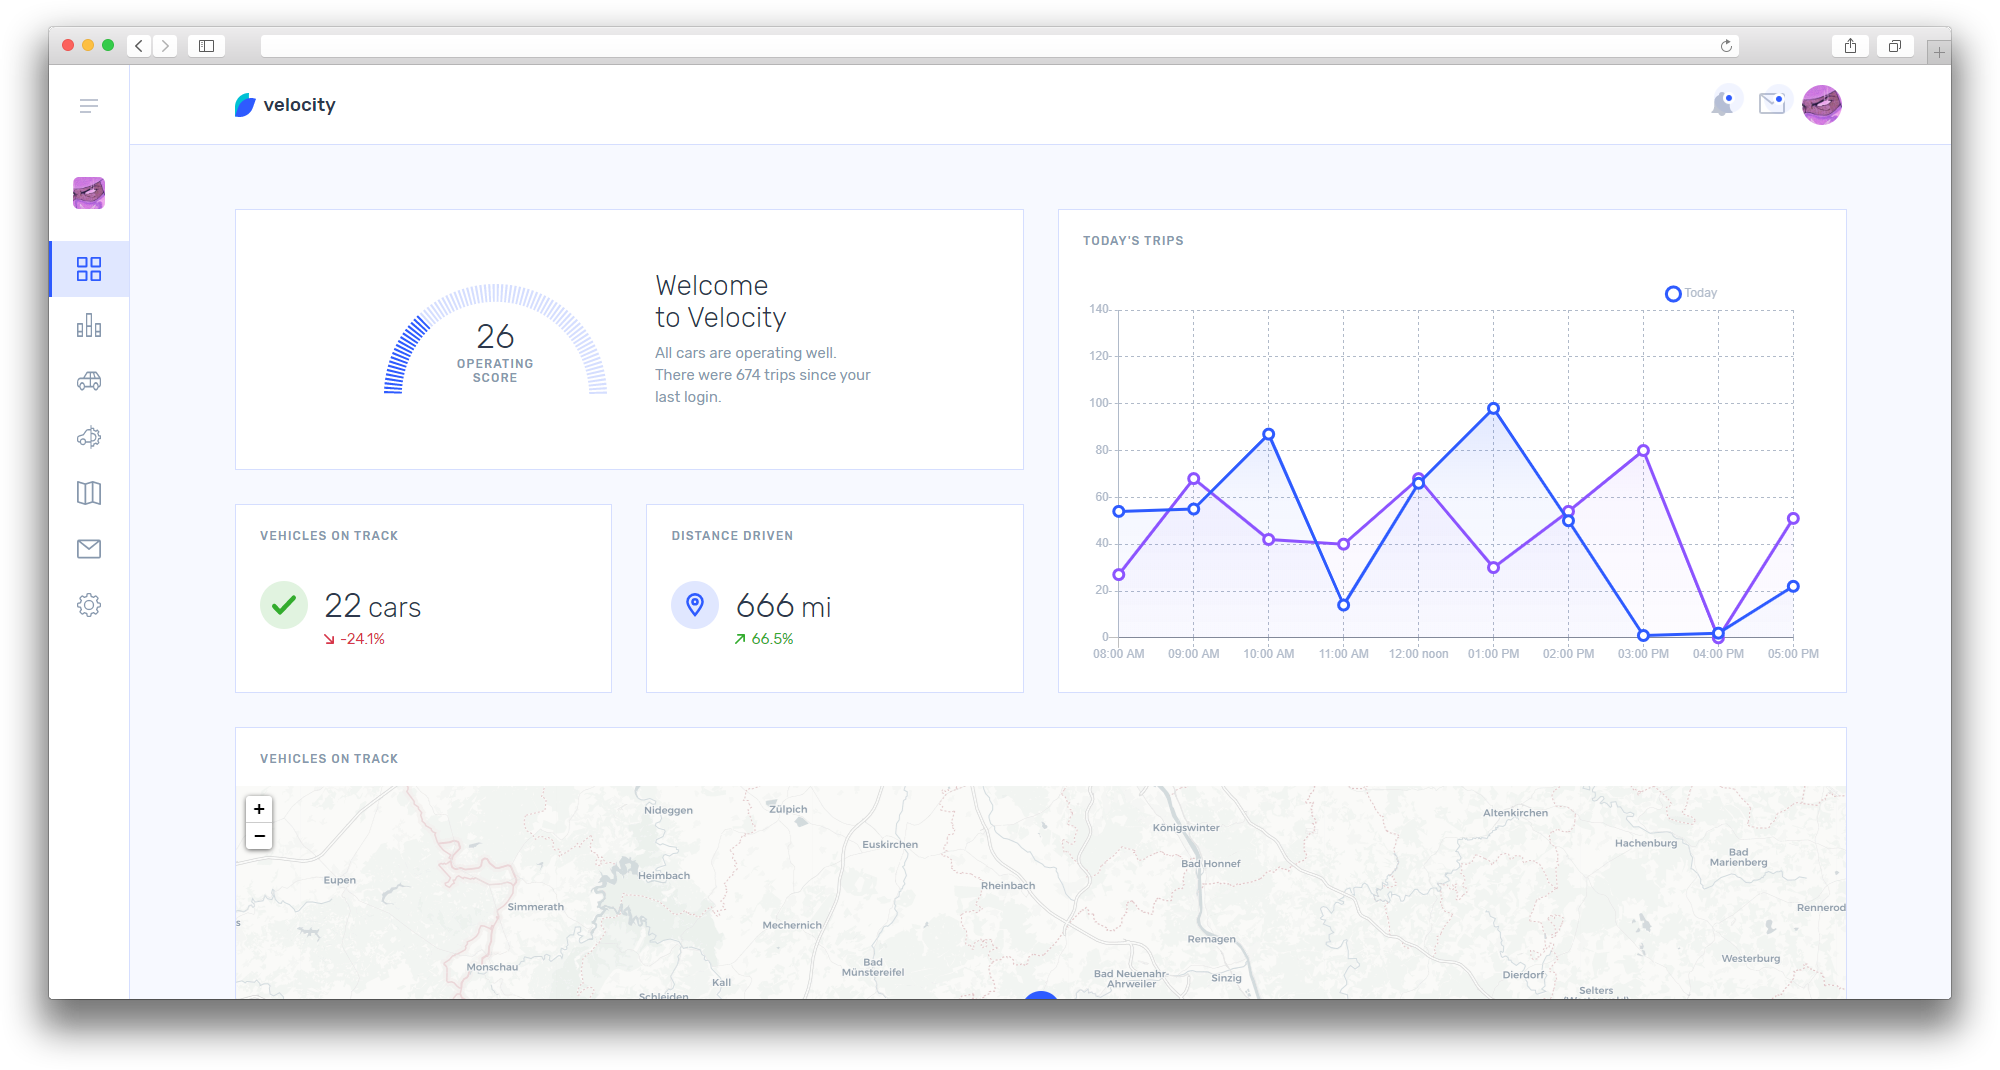 velocity
26
OPERATING
SCORE
Welcome
to Velocity
All cars are operating well.
There were 674 trips since your
last login.
TODAY'S TRIPS
Today
140
120
100
80
60
40
20
0
08:00 AM
09:00 AM
10:00 AM
11:00 AM
12:00 noon
01:00 PM
02:00 PM
03:00 PM
04:00 PM
05:00 PM
VEHICLES ON TRACK
22 cars
-24.1%
DISTANCE DRIVEN
666 mi
66.5%
VEHICLES ON TRACK
+
−
Nideggen
Zülpich
Königswinter
Altenkirchen
Euskirchen
Hachenburg
Bad
Marienberg
Bad Honnef
Eupen
Heimbach
Rheinbach
Simmerath
Rennerod
Mechernich
Remagen
Monschau
Bad
Münstereifel
Westerburg
Bad Neuenahr-
Ahrweiler
Sinzig
Dierdorf
Kall
Selters
Schleiden